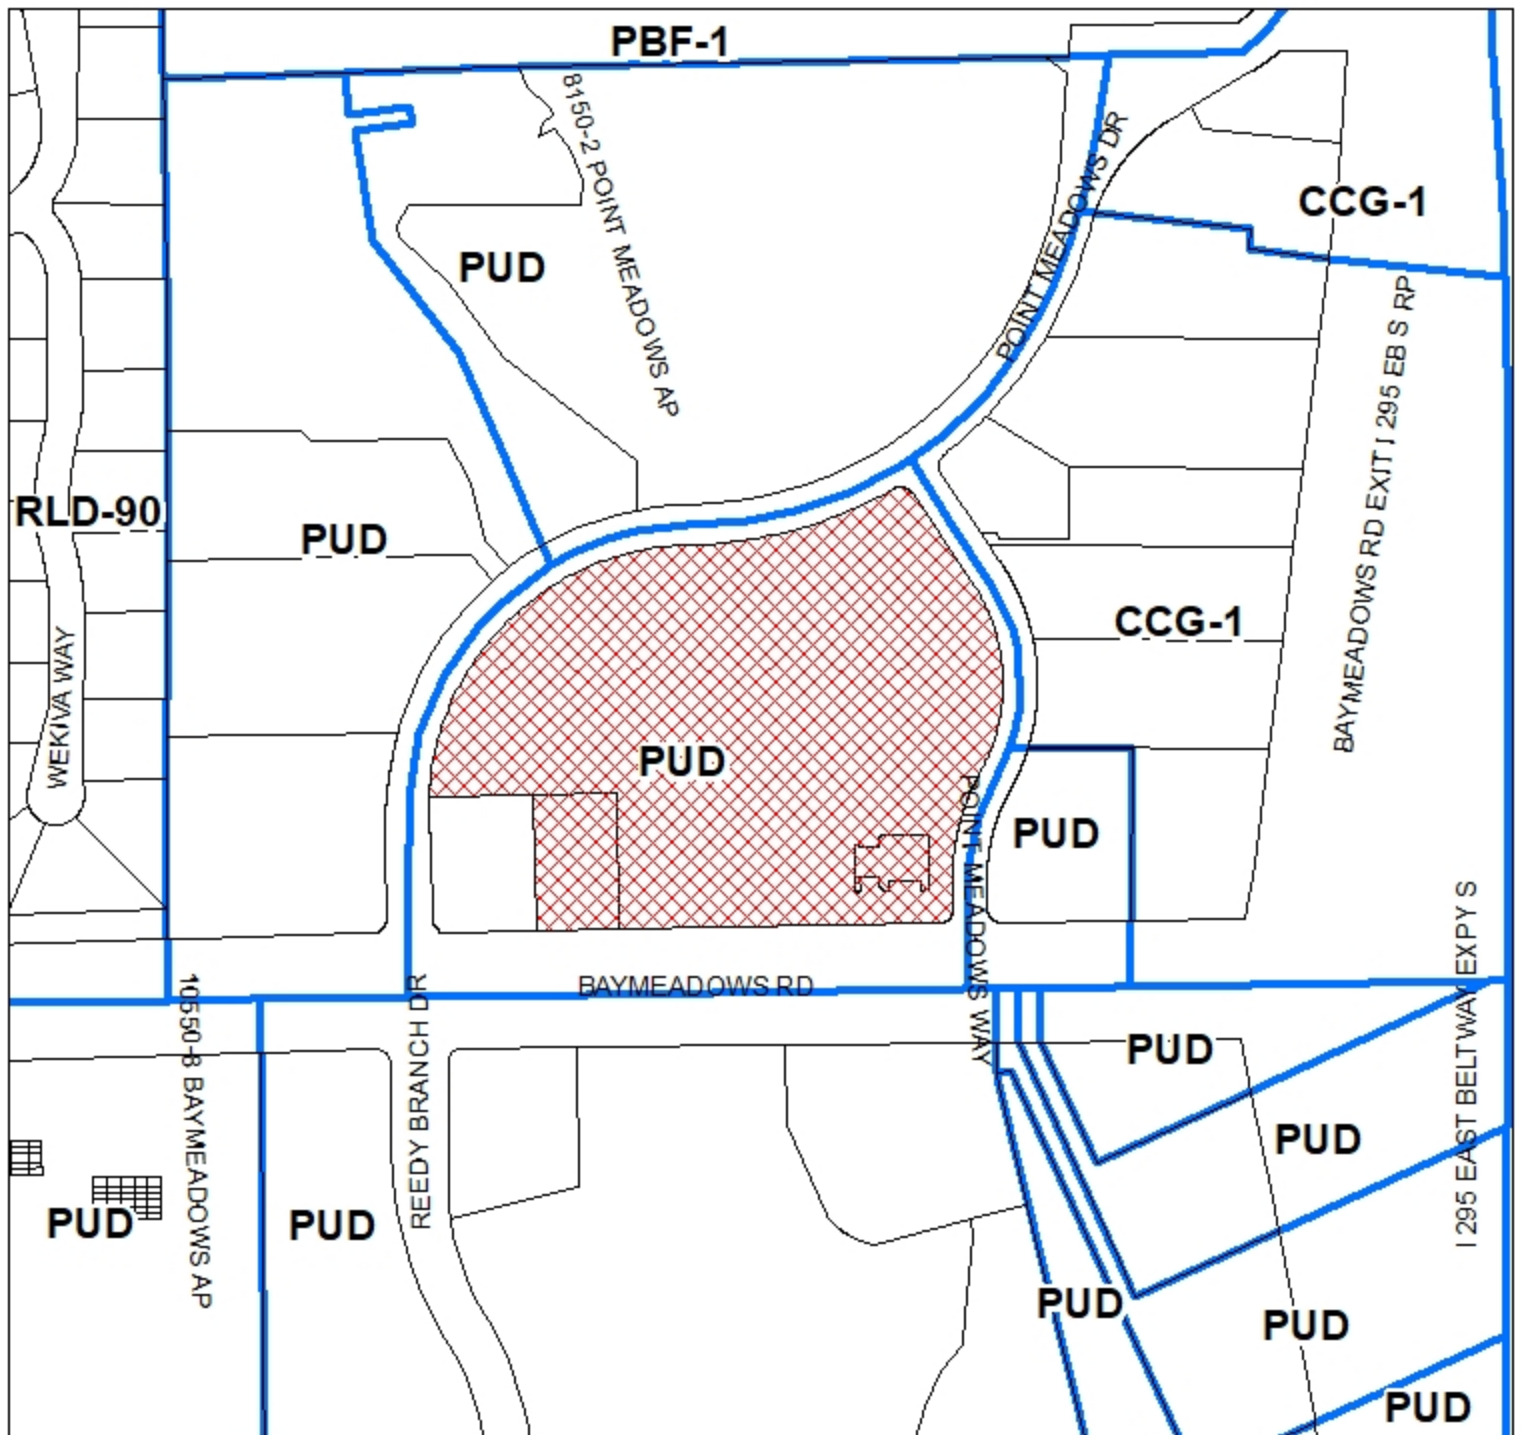 PBF-1
8150-2 POINT MEADOWS AP
POINT MEADOWS DR
CCG-1
PUD
BAYMEADOWS RD EXIT I 295 EB S RP
RLD-90
PUD
CCG-1
WEKIVA WAY
PUD
POINT MEADOWS WAY
PUD
I 295 EAST BELTWAY EXPY S
10550-8 BAYMEADOWS AP
REEDY BRANCH DR
BAYMEADOWS RD
PUD
PUD
PUD
PUD
PUD
PUD
PUD